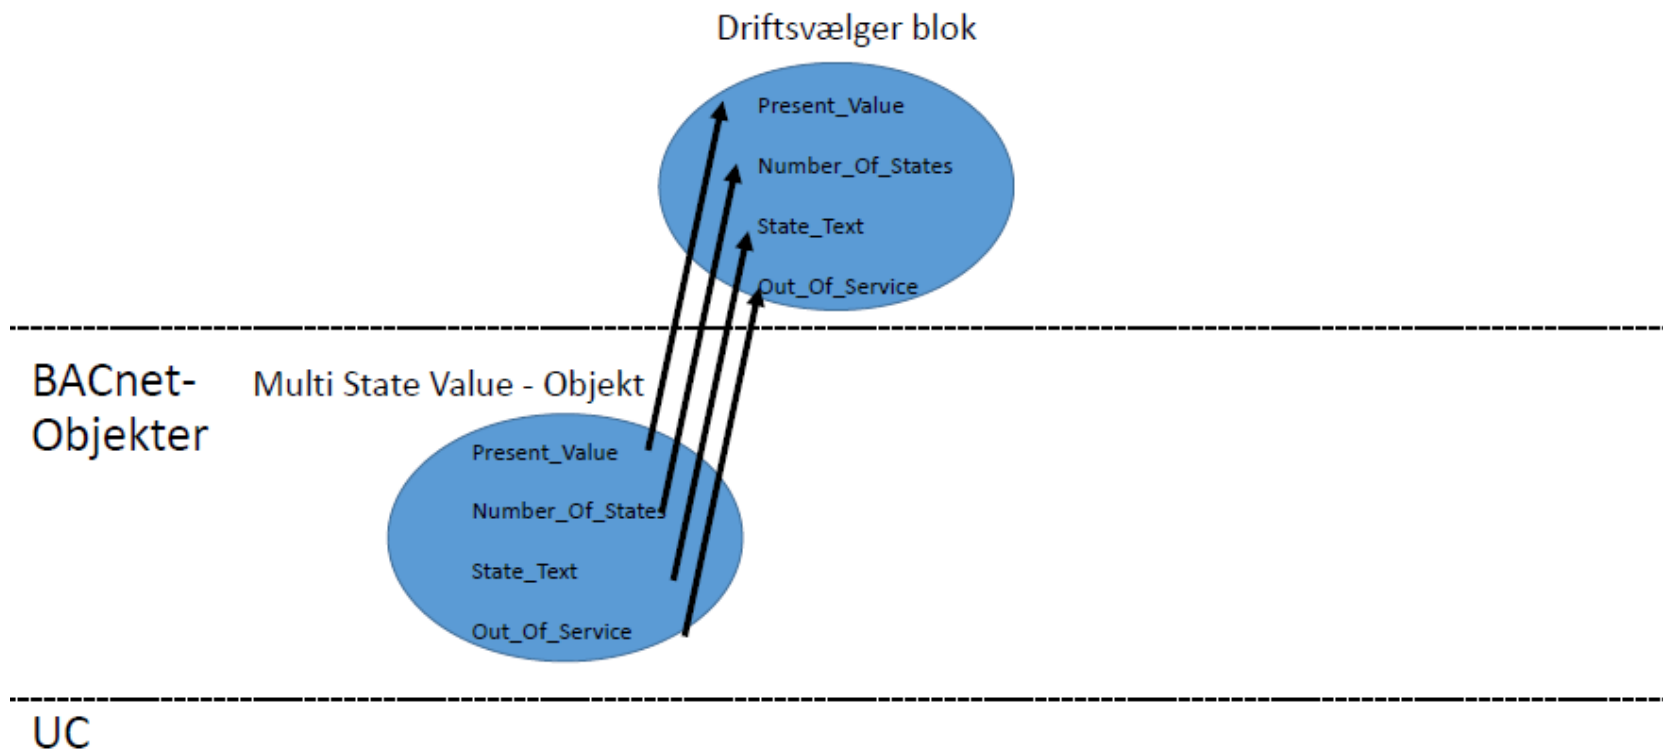 Driftsvælger blok
Present_Value
Number_Of_States
State_Text
Out_Of_Service
BACnet-
Objekter
Multi State Value - Objekt
Present_Value
Number_Of_States
State_Text
Out_Of_Service
UC